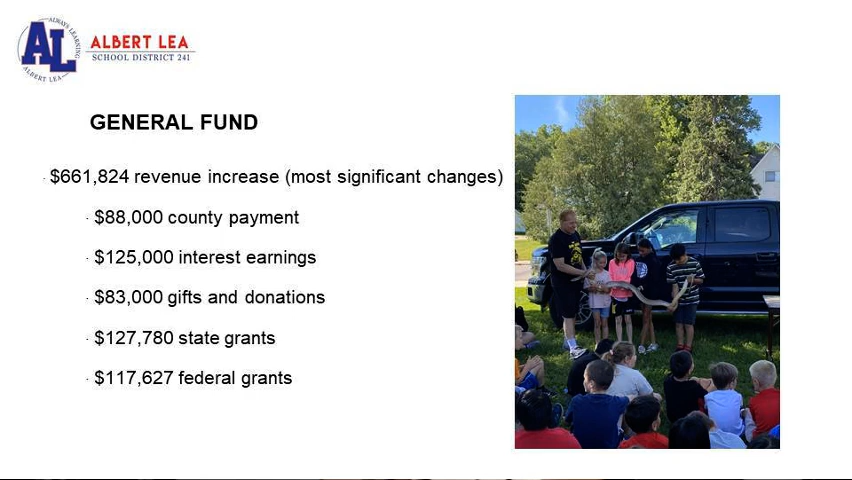 ALWAYS LEARNING
AL
ALBERT LEA
ALBERT LEA
SCHOOL DISTRICT 241
GENERAL FUND
· $661,824 revenue increase (most significant changes)
· $88,000 county payment
· $125,000 interest earnings
· $83,000 gifts and donations
· $127,780 state grants
· $117,627 federal grants